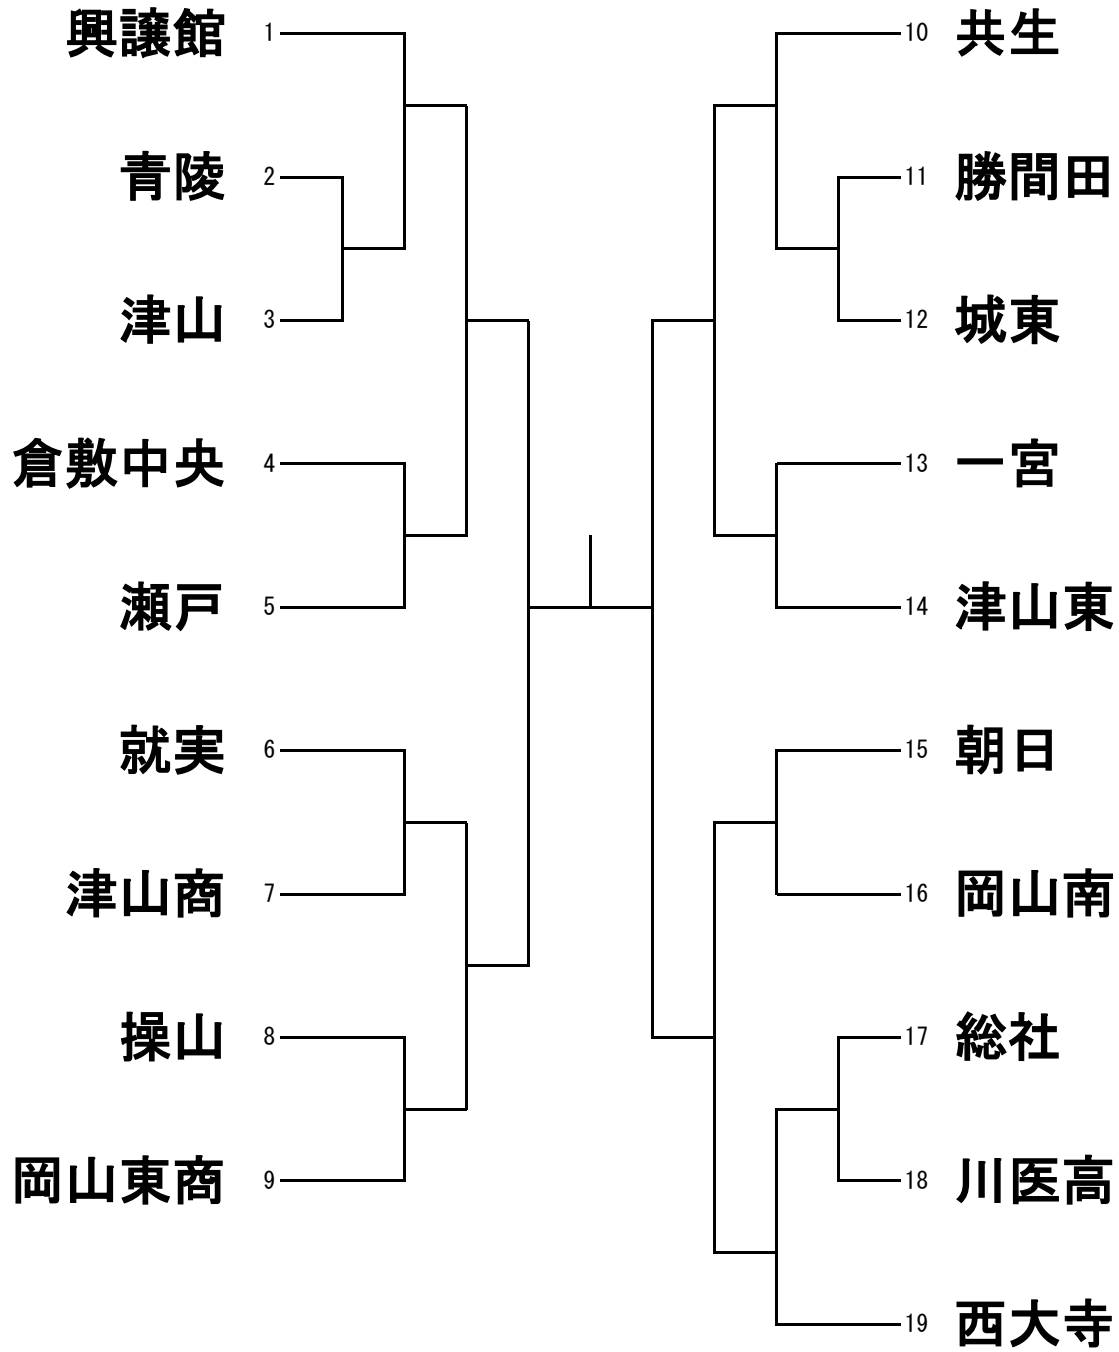 興譲館 1
青陵 2
津山 3
倉敷中央 4
瀬戸 5
就実 6
津山商 7
操山 8
岡山東商 9
10 共生
11 勝間田
12 城東
13 一宮
14 津山東
15 朝日
16 岡山南
17 総社
18 川医高
19 西大寺